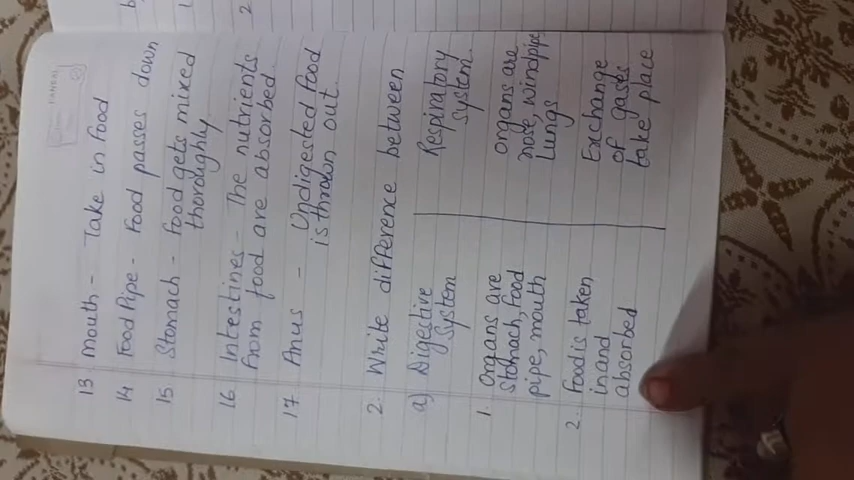 13 Mouth - Take in food
14 Food Pipe - Food passes down
15 Stomach - Food gets mixed
thoroughly
16 Intestines - The nutrients
from food are absorbed
17. Anus - Undigested food
is thrown out.
2. Write difference between
a) Digestive System
Respiratory System
1. Organs are
stomach, food
pipe, mouth
organs are
nose, windpipe
lungs
2. Food is taken
in and
absorbed
Exchange
of gases
take place
2